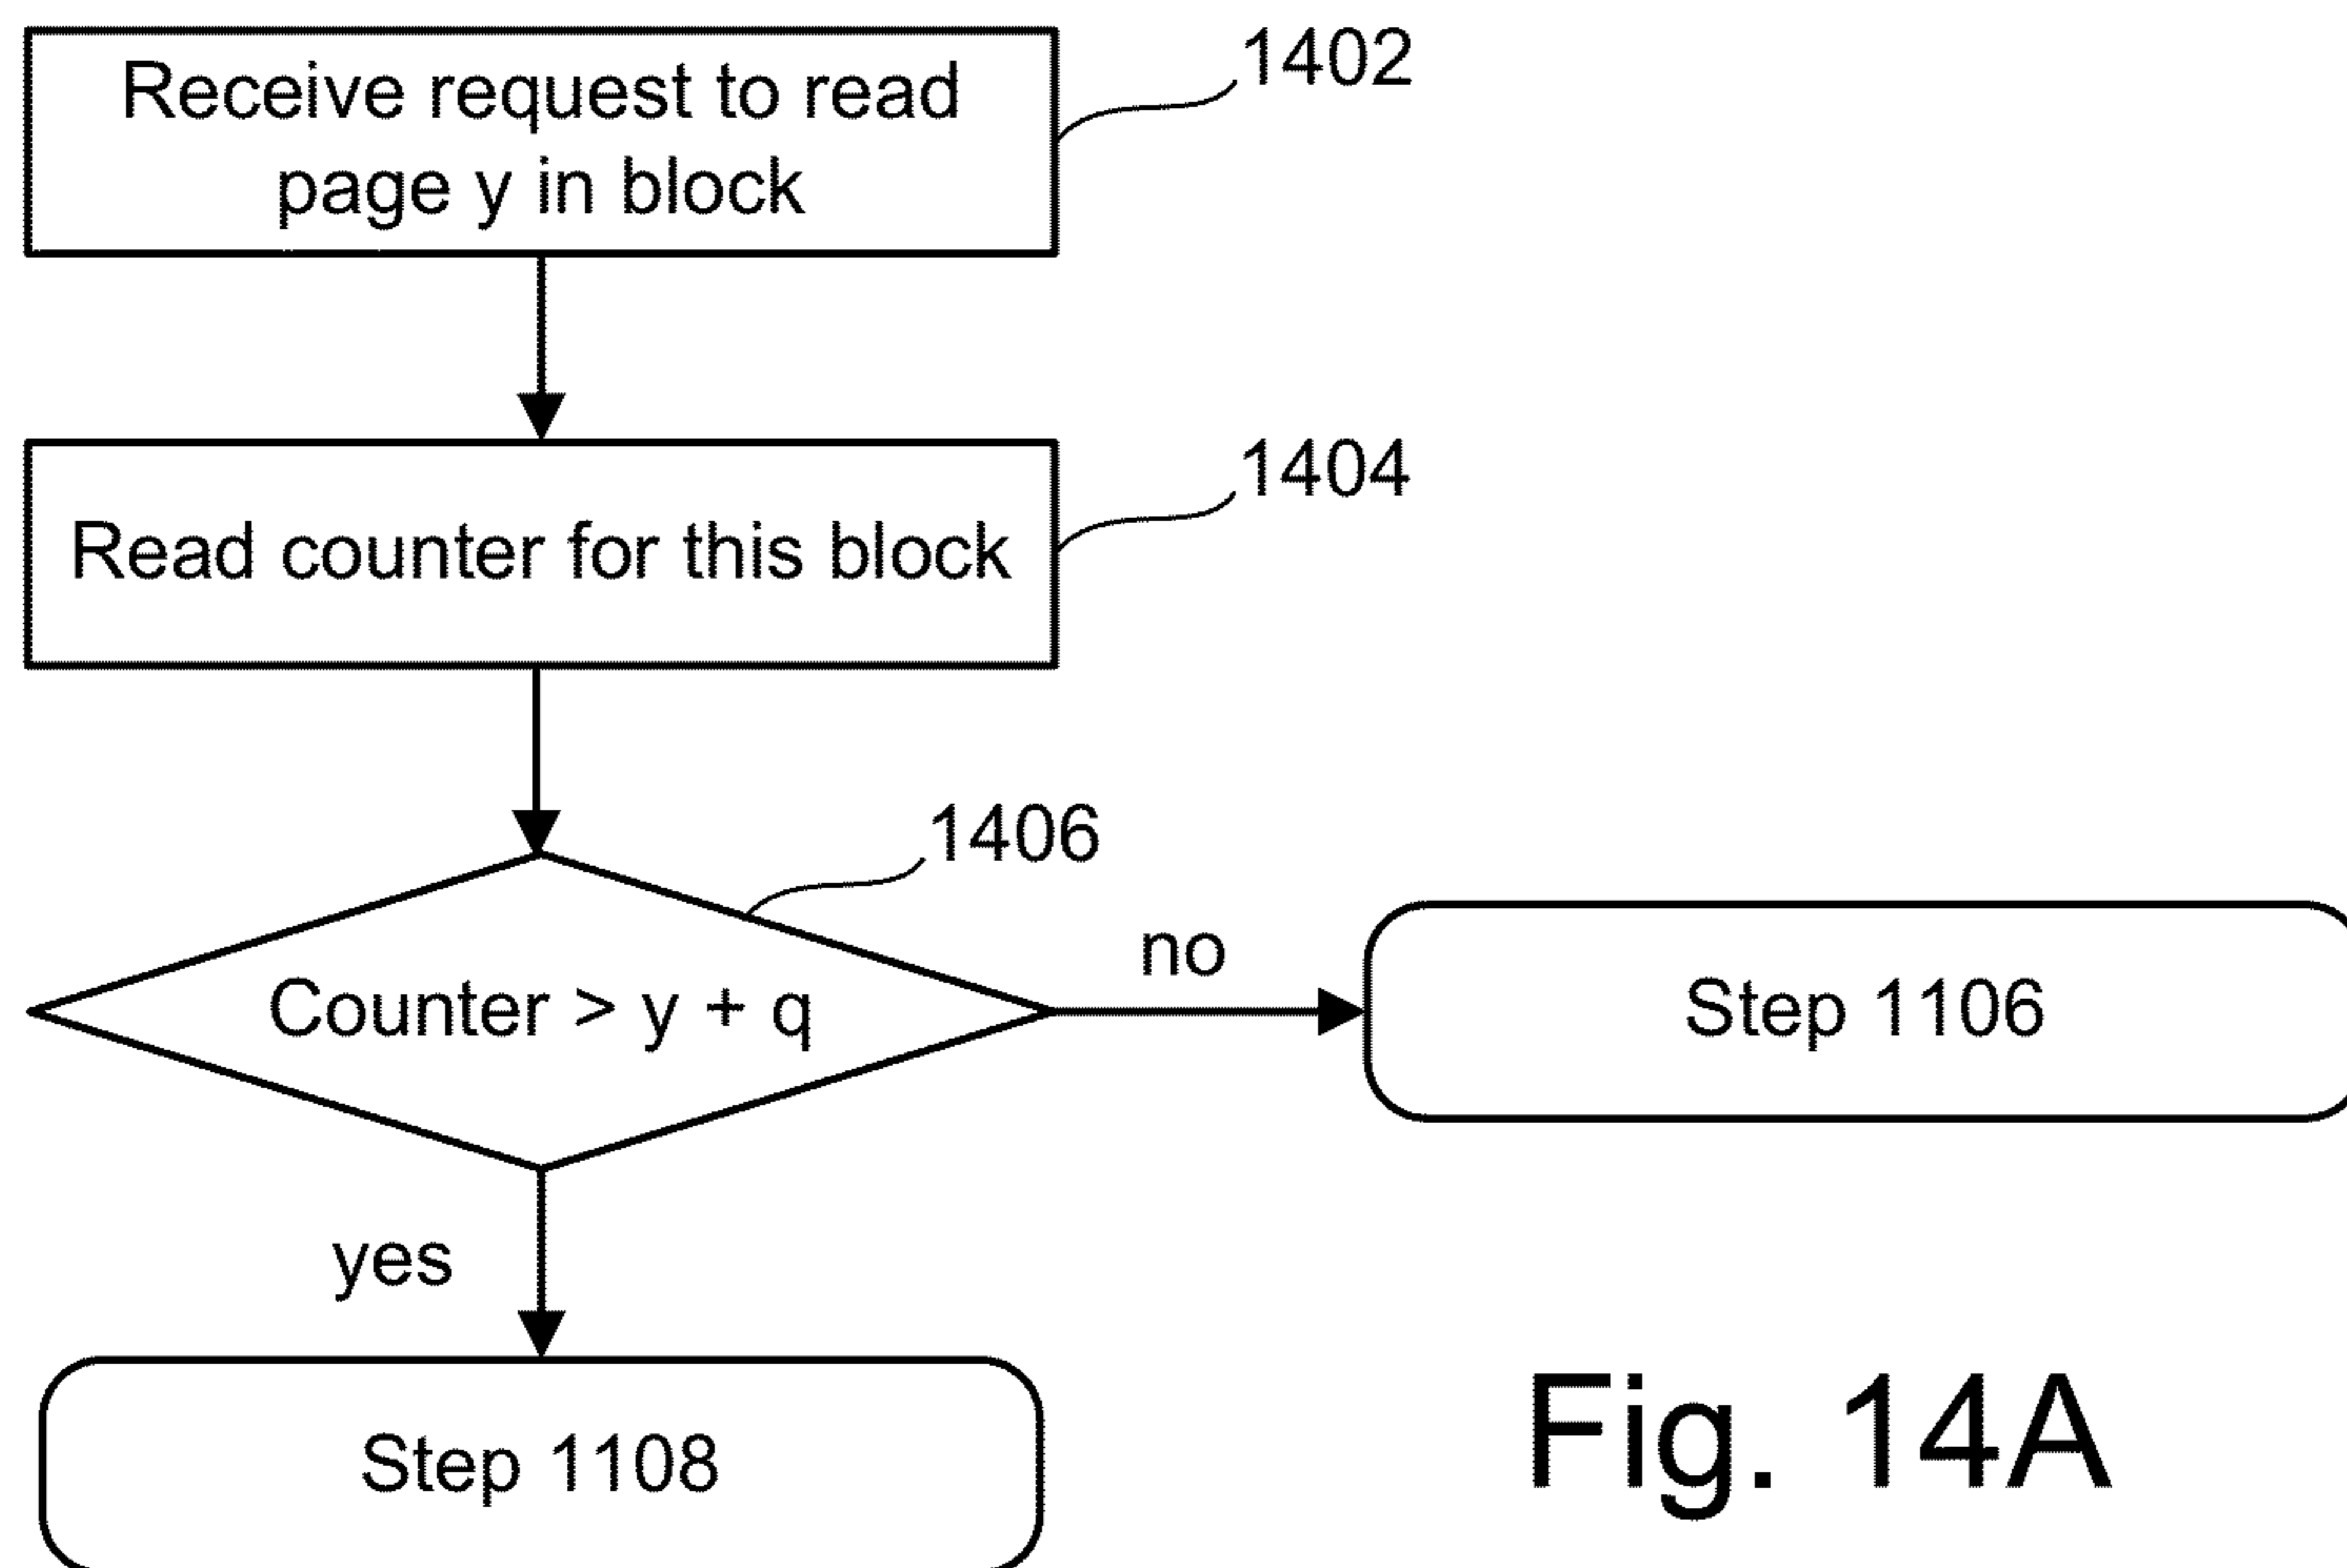 Receive request to read
page y in block
1402
Read counter for this block
1404
1406
Counter > y + q
no
Step 1106
yes
Step 1108
Fig. 14A